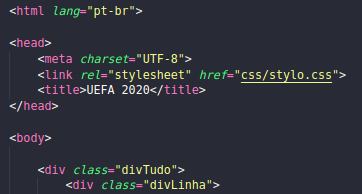 <html lang="pt-br">
<head>
<meta charset="UTF-8">
<link rel="stylesheet" href="css/stylo.css">
<title>UEFA 2020</title>
</head>
<body>
<div class="divTudo">
<div class="divLinha">